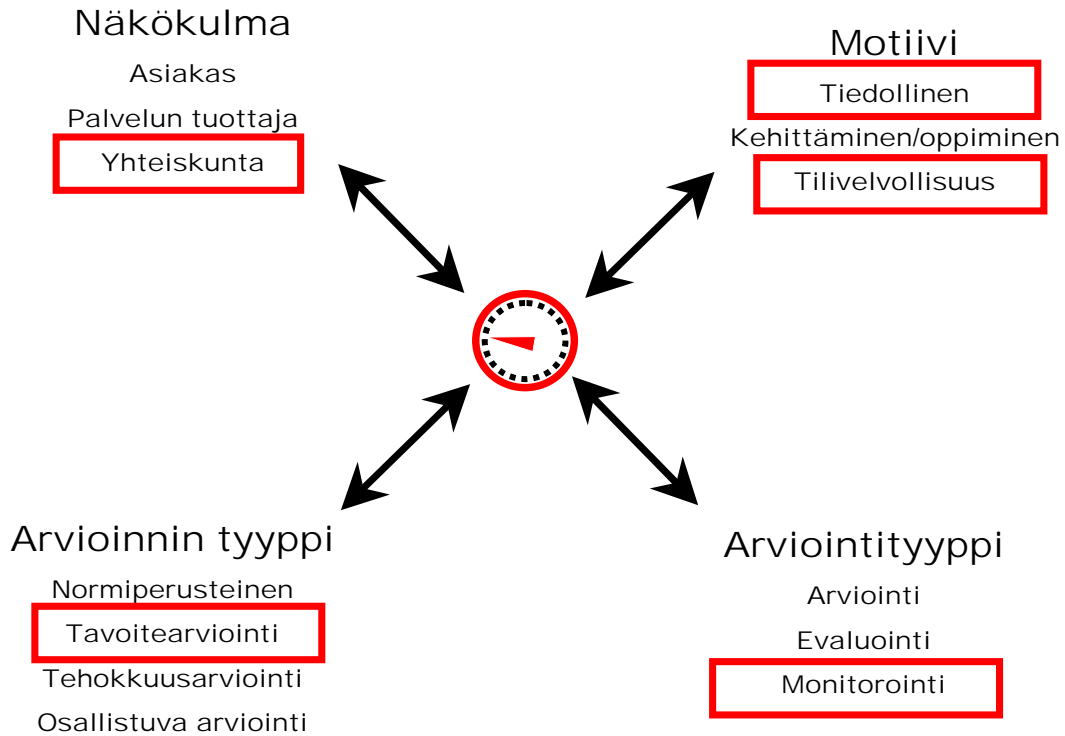 Näkökulma
Asiakas
Palvelun tuottaja
Yhteiskunta
Motiivi
Tiedollinen
Kehittäminen/oppiminen
Tilivelvollisuus
Arvioinnin tyyppi
Normiperusteinen
Tavoitearviointi
Tehokkuusarviointi
Osallistuva arviointi
Arviointityyppi
Arviointi
Evaluointi
Monitorointi